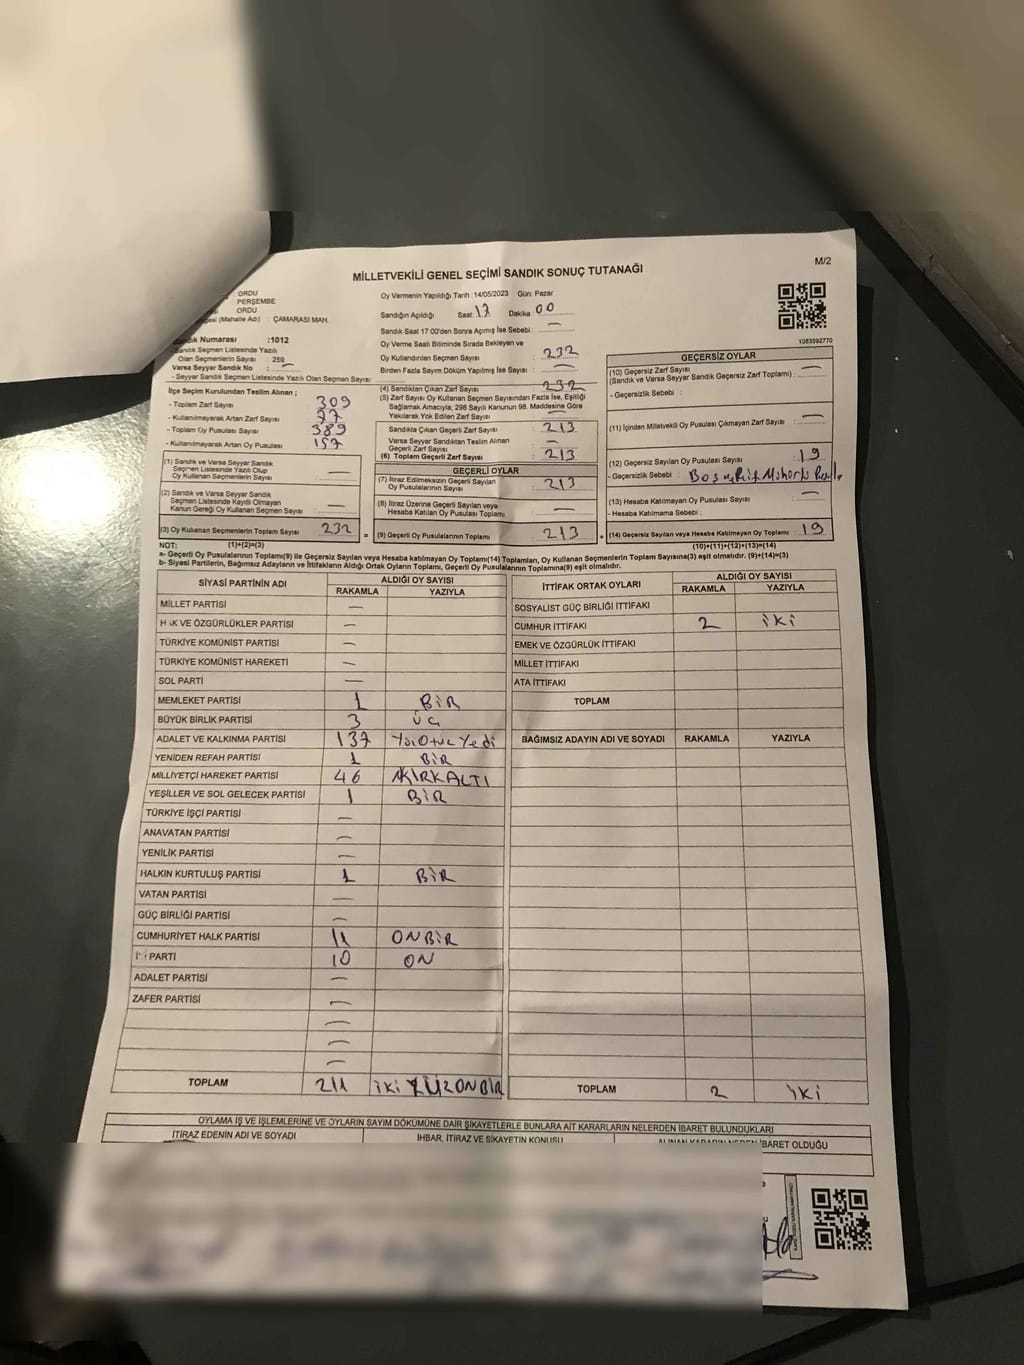 M/2
MİLLETVEKİLİ GENEL SEÇİMİ SANDIK SONUÇ TUTANAĞI
ORDU
PERŞEMBE
ORDU
(Mahalle Adı) : ÇAMARASI MAH.
Numarası :1012
Sandık Seçmen Listesinde Yazılı
Olan Seçmenlerin Sayısı : 259
Varsa Seyyar Sandık No :
- Seyyar Sandık Seçmen Listesinde Yazılı Olan Seçmen Sayısı:
İlçe Seçim Kurulundan Teslim Alınan ;
- Toplam Zarf Sayısı 309
- Kullanılmayarak Artan Zarf Sayısı 97
- Toplam Oy Pusulası Sayısı 389
- Kullanılmayarak Artan Oy Pusulası 157
(1) Sandık ve Varsa Seyyar Sandık
Seçmen Listesinde Yazılı Olup
Oy Kullanan Seçmenlerin Sayısı —
(2) Sandık ve Varsa Seyyar Sandık
Seçmen Listesinde Kayıtlı Olmayan
Kanun Gereği Oy Kullanan Seçmenlerin Sayısı —
(3) Oy Kullanan Seçmenlerin Toplam Sayısı 232
(1)+(2)=(3)
Oy Vermenin Yapıldığı Tarih :14/05/2023 Gün: Pazar
Sandığın Açıldığı Saat: 17 Dakika: 00
Sandık Saat 17:00'den Sonra Açımış İse Sebebi : —
Oy Verme Saati Bitiminde Sırada Bekleyen ve
Oy Kullandırılan Seçmen Sayısı : 232
Birden Fazla Sayım Döküm Yapılmış İse Sayısı : —
(4) Sandıktan Çıkan Zarf Sayısı : 232
(5) Zarf Sayısı Oy Kullanan Seçmen Sayısından Fazla İse, Eşitliği
Sağlamak Amacıyla, 298 Sayılı Kanunun 98. Maddesine Göre
Yakılarak Yok Edilen Zarf Sayısı : —
Sandıkta Çıkan Geçerli Zarf Sayısı : 213
Varsa Seyyar Sandıktan Teslim Alınan
Geçerli Zarf Sayısı : —
(6) Toplam Geçerli Zarf Sayısı : 213
GEÇERLİ OYLAR
(7) İtiraz Edilmeksizin Geçerli Sayılan
Oy Pusulalarının Sayısı : 213
(8) İtiraz Üzerine Geçerli Sayılan veya
Hesaba Katılan Oy Pusulası Toplamı : —
= (9) Geçerli Oy Pusulalarının Toplamı 213
1083592770
GEÇERSİZ OYLAR
(10) Geçersiz Zarf Sayısı
(Sandık ve Varsa Seyyar Sandık Geçersiz Zarf Toplamı) : —
- Geçersizlik Sebebi :
(11) İçinden Milletvekili Oy Pusulası Çıkmayan Zarf Sayısı : —
(12) Geçersiz Sayılan Oy Pusulası Sayısı : 19
- Geçersizlik Sebebi :
(13) Hesaba Katılmayan Oy Pusulası Sayısı : —
- Hesaba Katılmama Sebebi :
+ (14) Geçersiz Sayılan veya Hesaba Katılmayan Oy Toplamı : 19
(10)+(11)+(12)+(13)=(14)
NOT:
a- Geçerli Oy Pusulalarının Toplamı(9) ile Geçersiz Sayılan veya Hesaba katılmayan Oy Toplamı(14) Toplamları, Oy Kullanan Seçmenlerin Toplam Sayısına(3) eşit olmalıdır. (9)+(14)=(3)
b- Siyasi Partilerin, Bağımsız Adayların ve İttifakların Aldığı Ortak Oyların Toplamı, Geçerli Oy Pusulalarının Toplamına(9) eşit olmalıdır.
SİYASİ PARTİNİN ADI ALDIĞI OY SAYISI
RAKAMLA YAZIYLA
MİLLET PARTİSİ —
HAK VE ÖZGÜRLÜKLER PARTİSİ —
TÜRKİYE KOMÜNİST PARTİSİ —
TÜRKİYE KOMÜNİST HAREKETİ —
SOL PARTİ —
MEMLEKET PARTİSİ 1 BİR
BÜYÜK BİRLİK PARTİSİ 3 ÜÇ
ADALET VE KALKINMA PARTİSİ 137 YüzOtuzYedi
YENİDEN REFAH PARTİSİ 1 BİR
MİLLİYETÇİ HAREKET PARTİSİ 46 KIRKALTI
YEŞİLLER VE SOL GELECEK PARTİSİ 1 BİR
TÜRKİYE İŞÇİ PARTİSİ —
ANAVATAN PARTİSİ —
YENİLİK PARTİSİ —
HALKIN KURTULUŞ PARTİSİ 1 BİR
VATAN PARTİSİ —
GÜÇ BİRLİĞİ PARTİSİ —
CUMHURİYET HALK PARTİSİ 11 ONBİR
İYİ PARTİ 10 ON
ADALET PARTİSİ —
ZAFER PARTİSİ —
—
—
—
TOPLAM 211 İKİYÜZONBİR
İTTİFAK ORTAK OYLARI ALDIĞI OY SAYISI
RAKAMLA YAZIYLA
SOSYALİST GÜÇ BİRLİĞİ İTTİFAKI
CUMHUR İTTİFAKI 2 İKİ
EMEK VE ÖZGÜRLÜK İTTİFAKI
MİLLET İTTİFAKI
ATA İTTİFAKI
TOPLAM
BAĞIMSIZ ADAYIN ADI VE SOYADI RAKAMLA YAZIYLA
TOPLAM 2 İKİ
OYLAMA İŞ VE İŞLEMLERİNE VE OYLARIN SAYIM DÖKÜMÜNE DAİR ŞİKAYETLERLE BUNLARA AİT KARARLARIN NELERDEN İBARET BULUNDUKLARI
İTİRAZ EDENİN ADI VE SOYADI İHBAR, İTİRAZ VE ŞİKAYETİN KONUSU ALINAN KARARIN NEDEN İBARET OLDUĞU